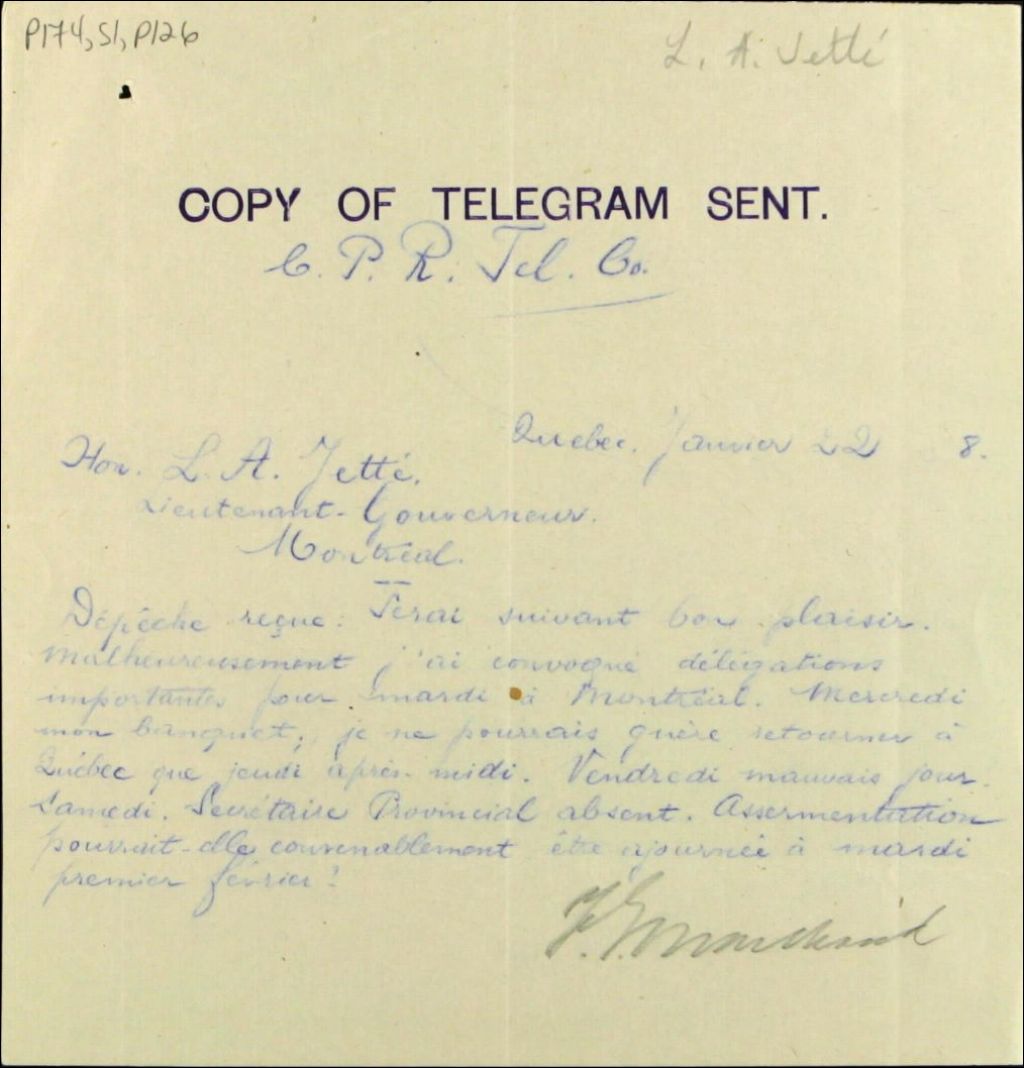 P174, S1, P126
L. A. Jetté
COPY OF TELEGRAM SENT.
C. P. R. Tel. Co.
Quebec. Janvier 22 8.
Hon. L. A. Jetté.
Lieutenant-Gouverneur.
Montréal.
Dépêche reçue. Ferai suivant bon plaisir.
Malheureusement j'ai convoqué délégations
importantes pour mardi à Montréal. Mercredi
mon banquet; je ne pourrais guère retourner à
Québec que jeudi après-midi. Vendredi mauvais jour.
Samedi. Secrétaire Provincial absent. Assermentation
pourrait-elle convenablement être ajournée à mardi
premier février?
F. G. Marchand